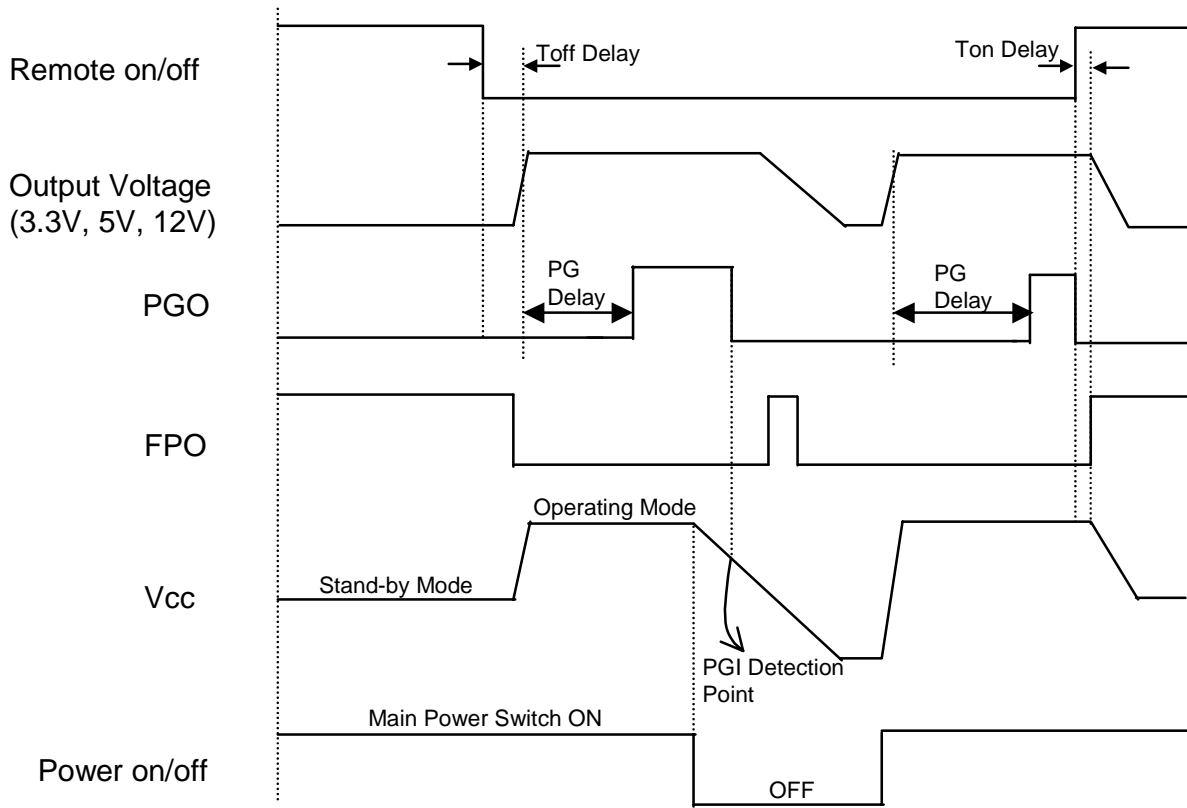 Remote on/off
Toff Delay
Ton Delay
Output Voltage
(3.3V, 5V, 12V)
PGO
PG
Delay
PG
Delay
FPO
Operating Mode
Stand-by Mode
Vcc
PGI Detection
Point
Main Power Switch ON
Power on/off
OFF